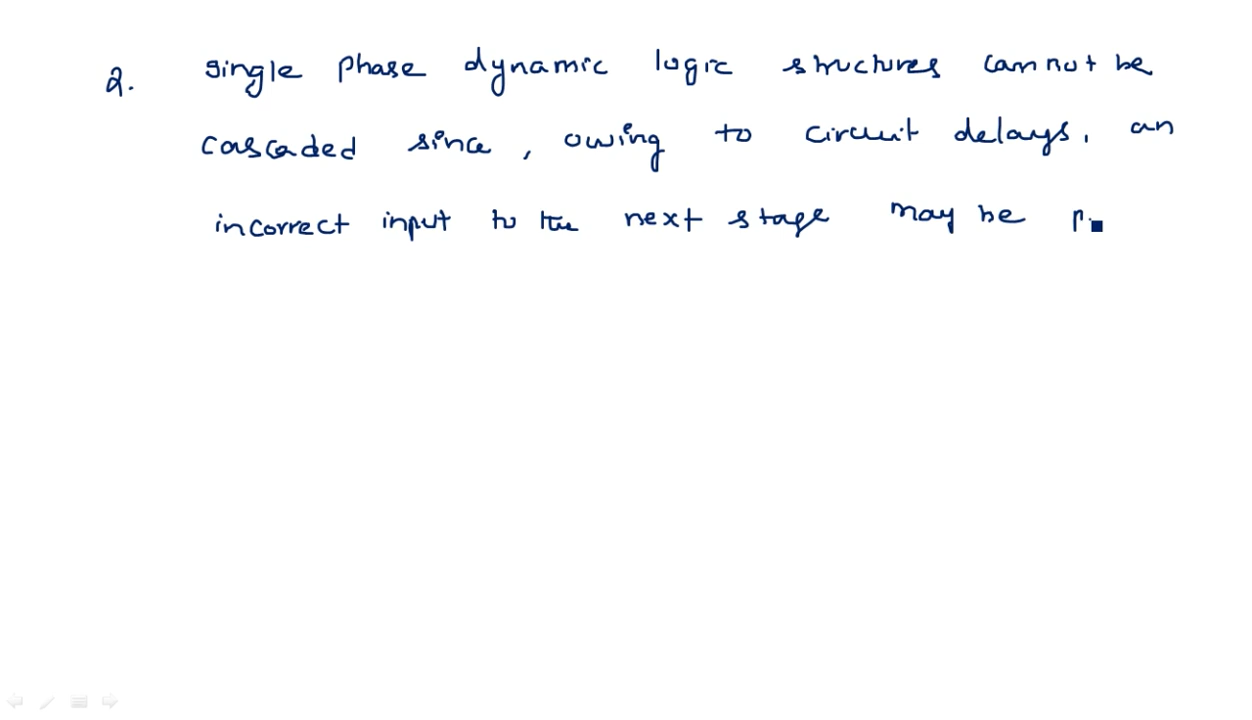 2. single phase dynamic logic structures cannot be
cascaded since, owing to circuit delays, an
incorrect input to the next stage may be